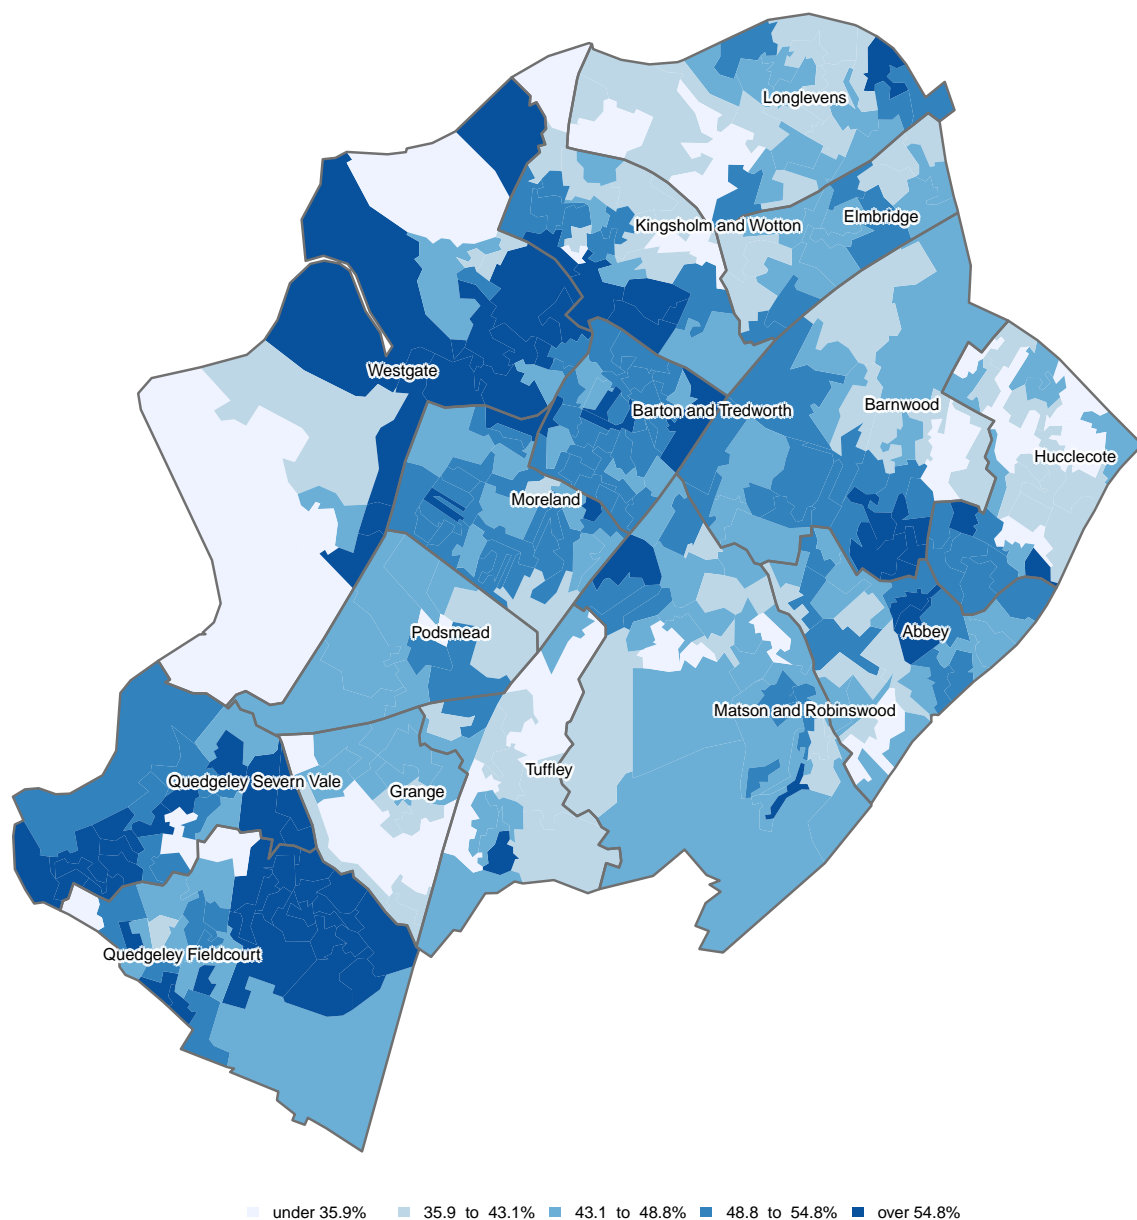 Longlevens
Elmbridge
Kingsholm and Wotton
Westgate
Barton and Tredworth
Barnwood
Hucclecote
Moreland
Podsmead
Abbey
Matson and Robinswood
Tuffley
Quedgeley Severn Vale
Grange
Quedgeley Fieldcourt
under 35.9% 35.9 to 43.1% 43.1 to 48.8% 48.8 to 54.8% over 54.8%